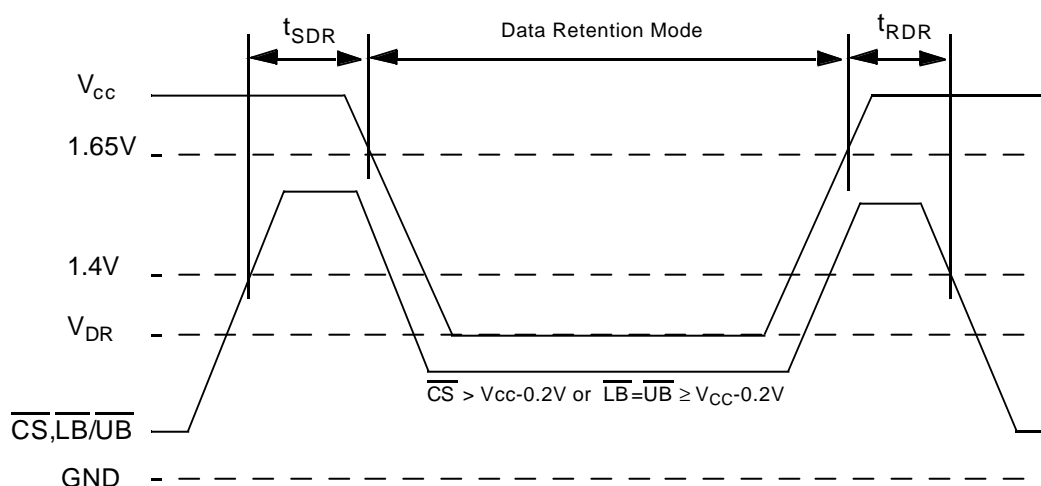 tSDR
Data Retention Mode
tRDR
Vcc
1.65V
1.4V
VDR
CS > Vcc-0.2V or LB=UB ≥ VCC-0.2V
CS,LB/UB
GND